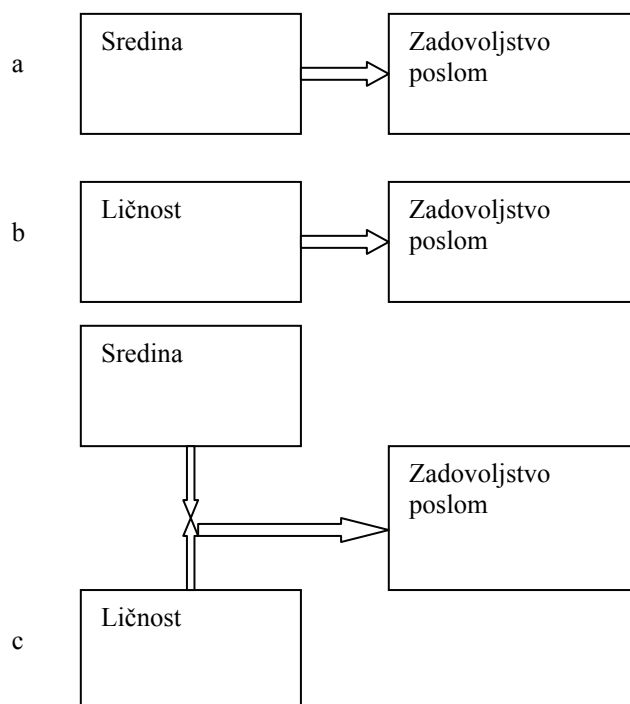 a
Sredina
Zadovoljstvo
poslom
b
Ličnost
Zadovoljstvo
poslom
Sredina
Zadovoljstvo
poslom
c
Ličnost